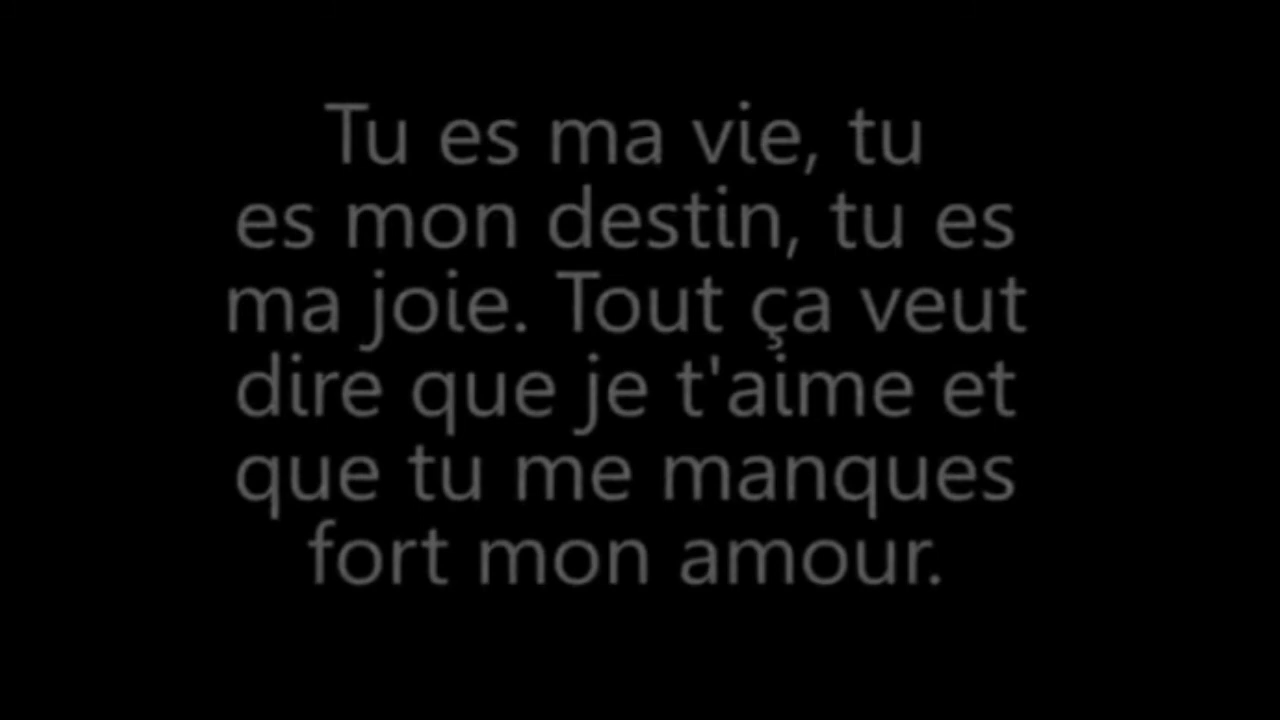 Tu es ma vie, tu
es mon destin, tu es
ma joie. Tout ça veut
dire que je t'aime et
que tu me manques
fort mon amour.